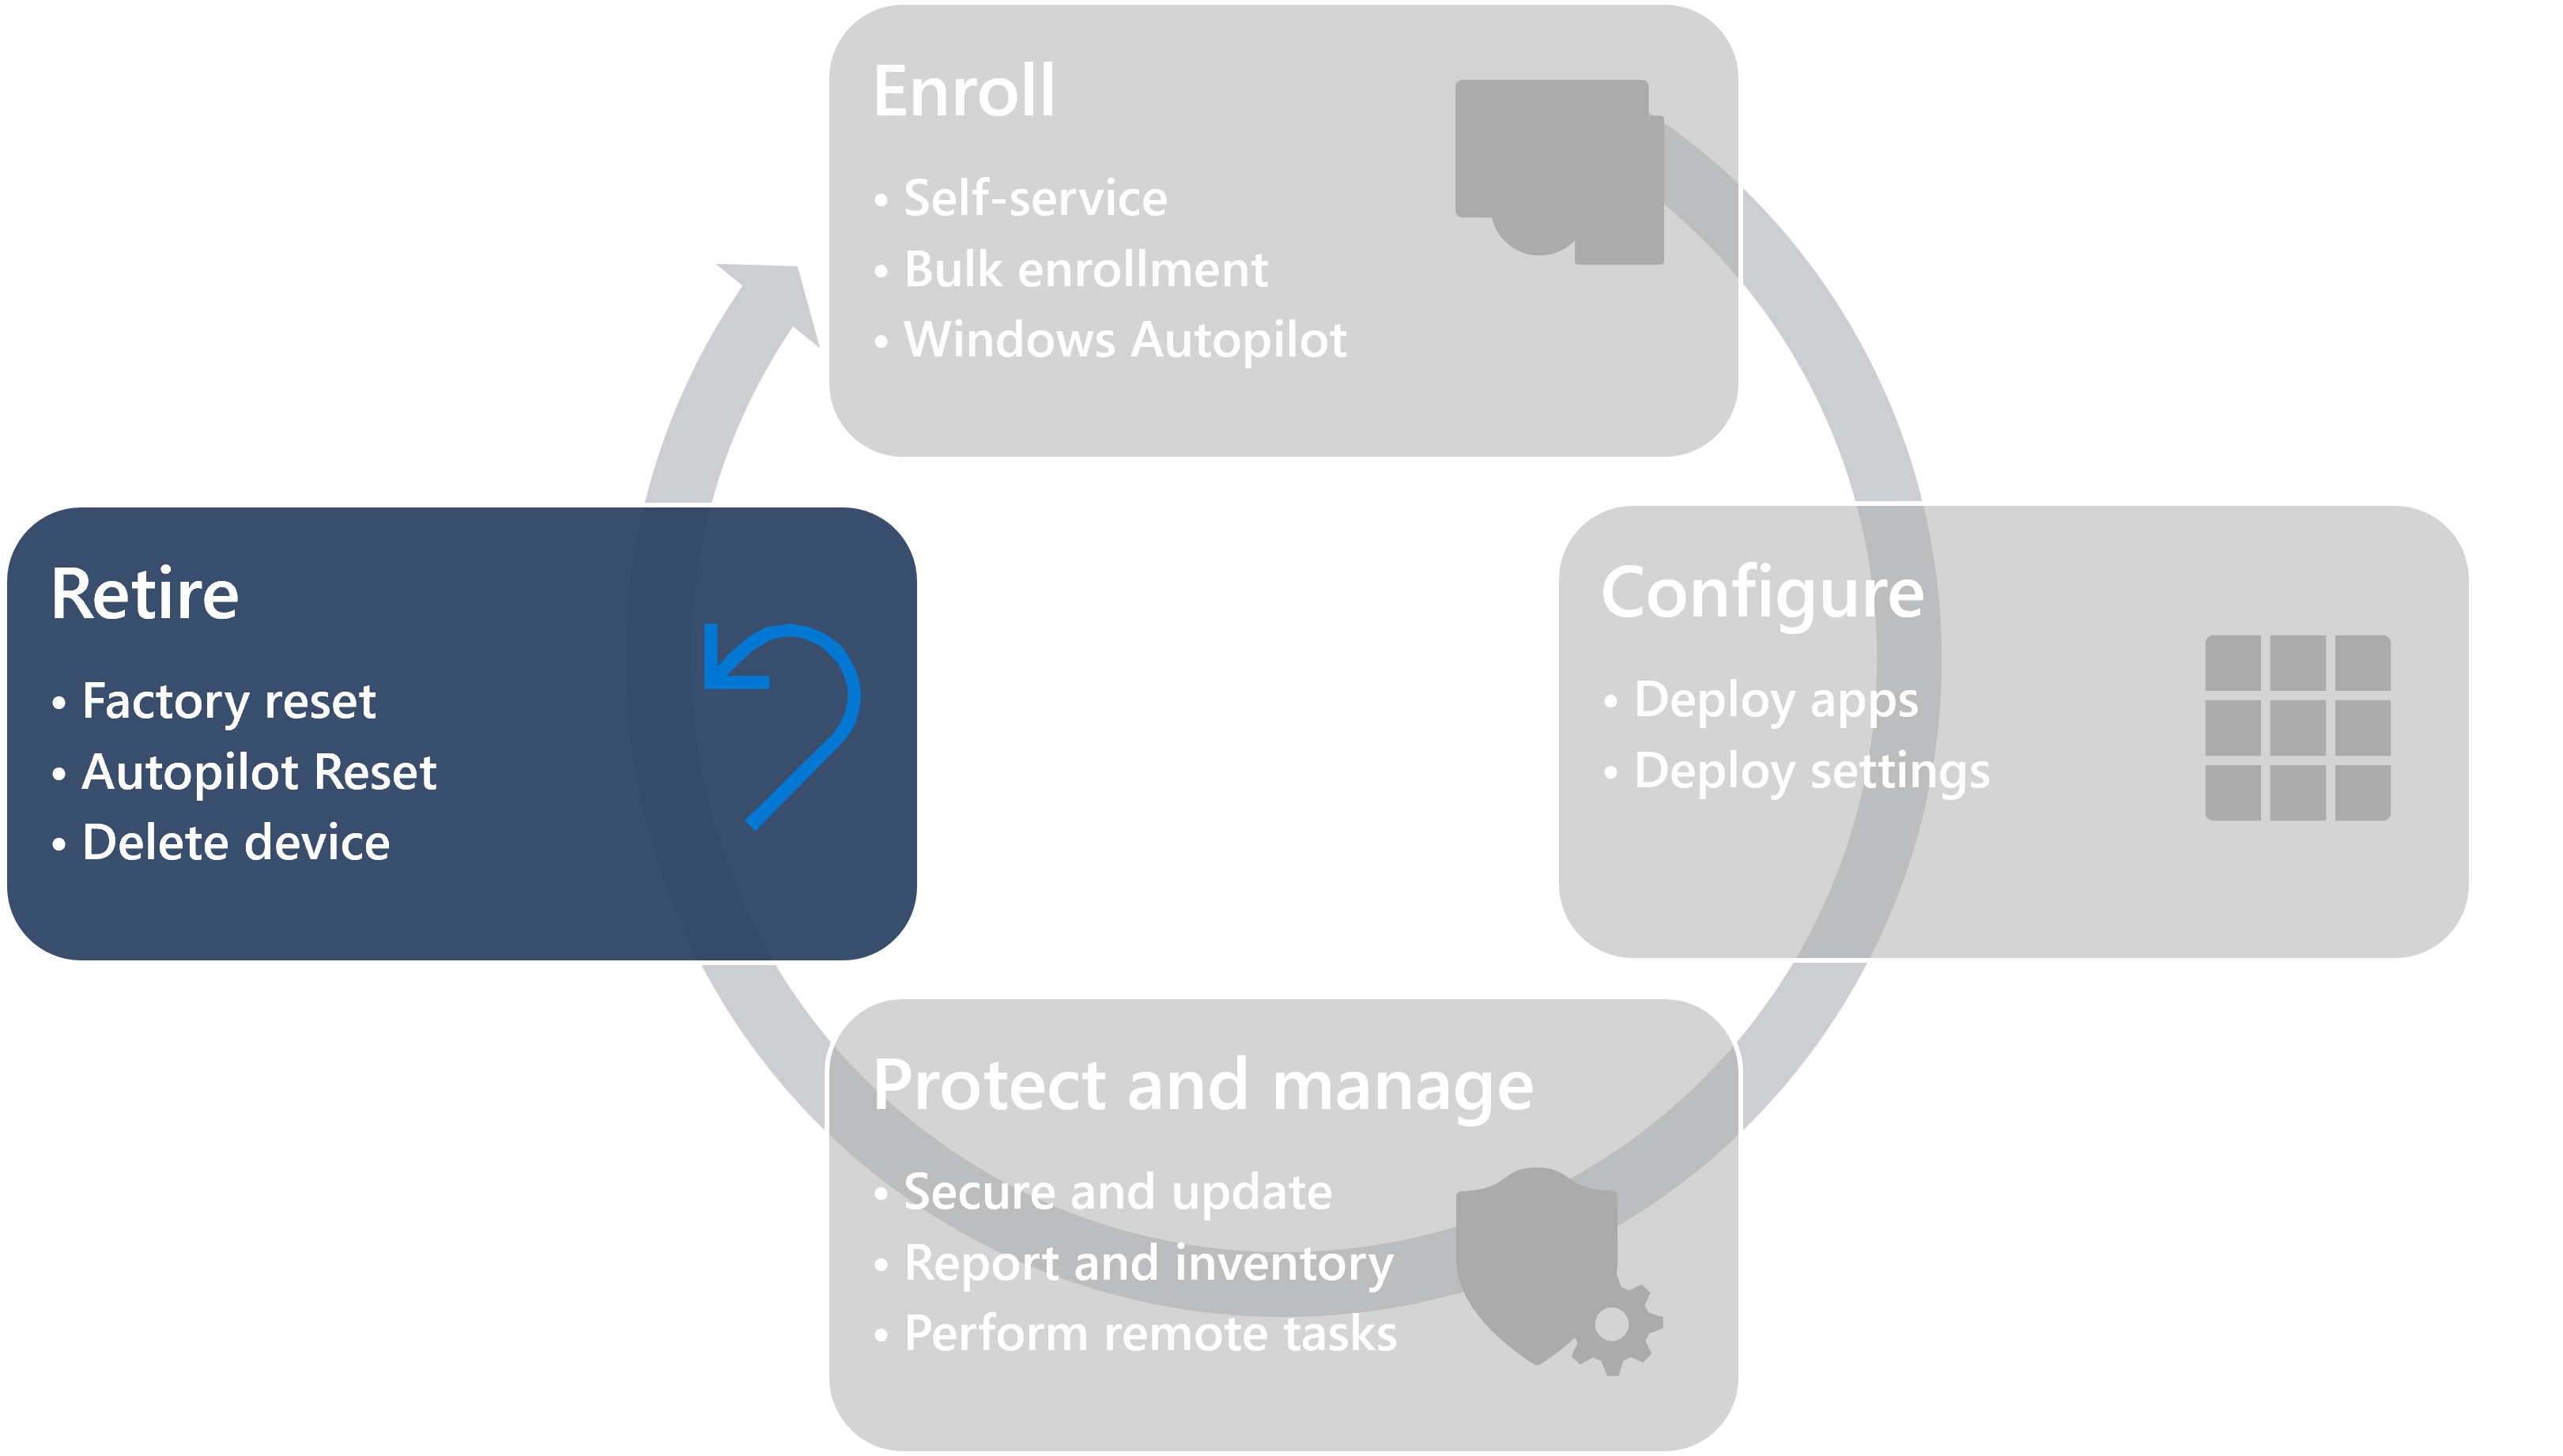 Enroll
• Self-service
• Bulk enrollment
• Windows Autopilot
Retire
• Factory reset
• Autopilot Reset
• Delete device
Configure
• Deploy apps
• Deploy settings
Protect and manage
• Secure and update
• Report and inventory
• Perform remote tasks